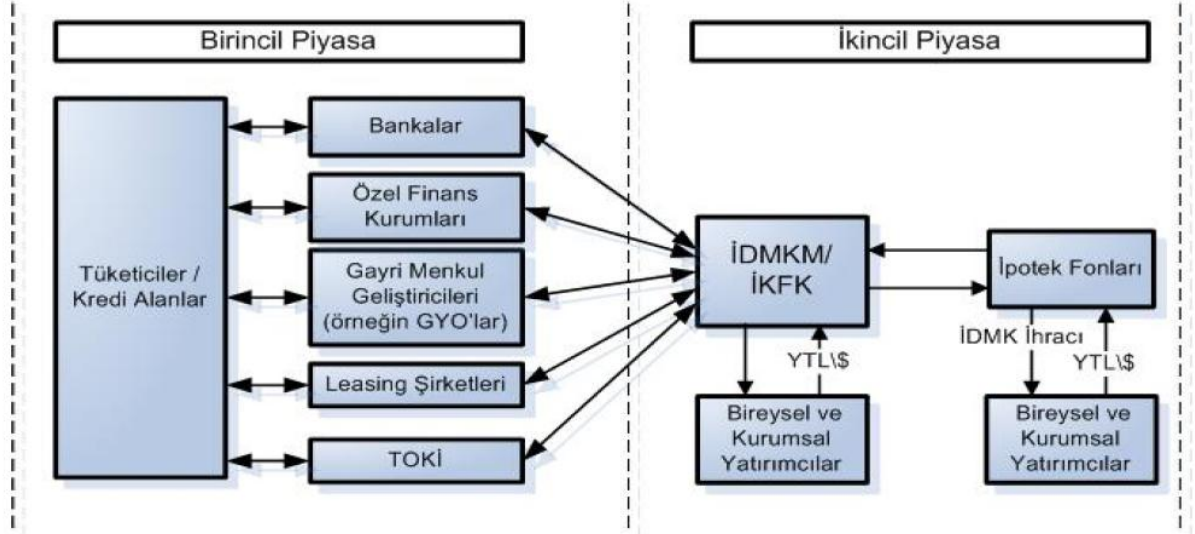 Birincil Piyasa
İkincil Piyasa
Tüketiciler /
Kredi Alanlar
Bankalar
Özel Finans
Kurumları
Gayri Menkul
Geliştiricileri
(örneğin GYO'lar)
Leasing Şirketleri
TOKİ
İDMKM/
İKFK
İpotek Fonları
YTL\$
İDMK İhracı
YTL\$
Bireysel ve
Kurumsal
Yatırımcılar
Bireysel ve
Kurumsal
Yatırımcılar